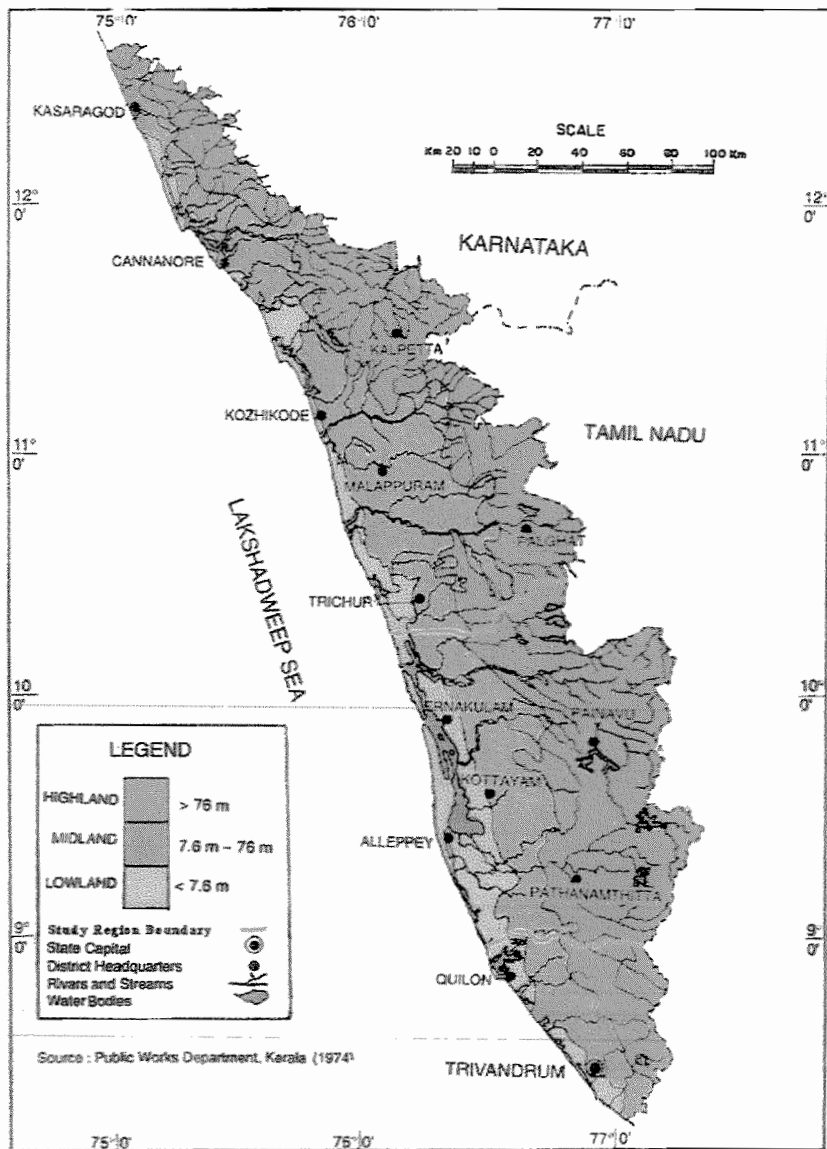 75° 0'
76° 0'
77° 0'
KASARAGOD
SCALE
Km 20 10 0 20 40 60 80 100 Km
12° 0'
12° 0'
KARNATAKA
CANNANORE
KALPETTA
KOZHIKODE
TAMIL NADU
11° 0'
11° 0'
MALAPPURAM
LAKSHADWEEP SEA
PALGHAT
TRICHUR
10 0'
10° 0'
ERNAKULAM
PAINAVU
LEGEND
HIGHLAND > 76 m
MIDLAND 7.6 m – 76 m
LOWLAND < 7.6 m
KOTTAYAM
ALLEPPEY
PATHANAMTHITTA
9° 0'
9° 0'
Study Region Boundary
State Capital
District Headquarters
Rivers and Streams
Water Bodies
QUILON
Source : Public Works Department, Kerala (1974)
TRIVANDRUM
75° 0'
76° 0'
77° 0'